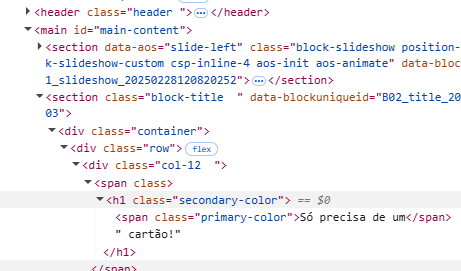 <header class="header ">…</header>
<main id="main-content">
<section data-aos="slide-left" class="block-slideshow position-
k-slideshow-custom csp-inline-4 aos-init aos-animate" data-bloc
1_slideshow_20250228120820252">…</section>
<section class="block-title  " data-blockuniqueid="B02_title_20
03">
<div class="container">
<div class="row"> flex
<div class="col-12  ">
<span class>
<h1 class="secondary-color"> == $0
<span class="primary-color">Só precisa de um</span>
" cartão!"
</h1>
</span>